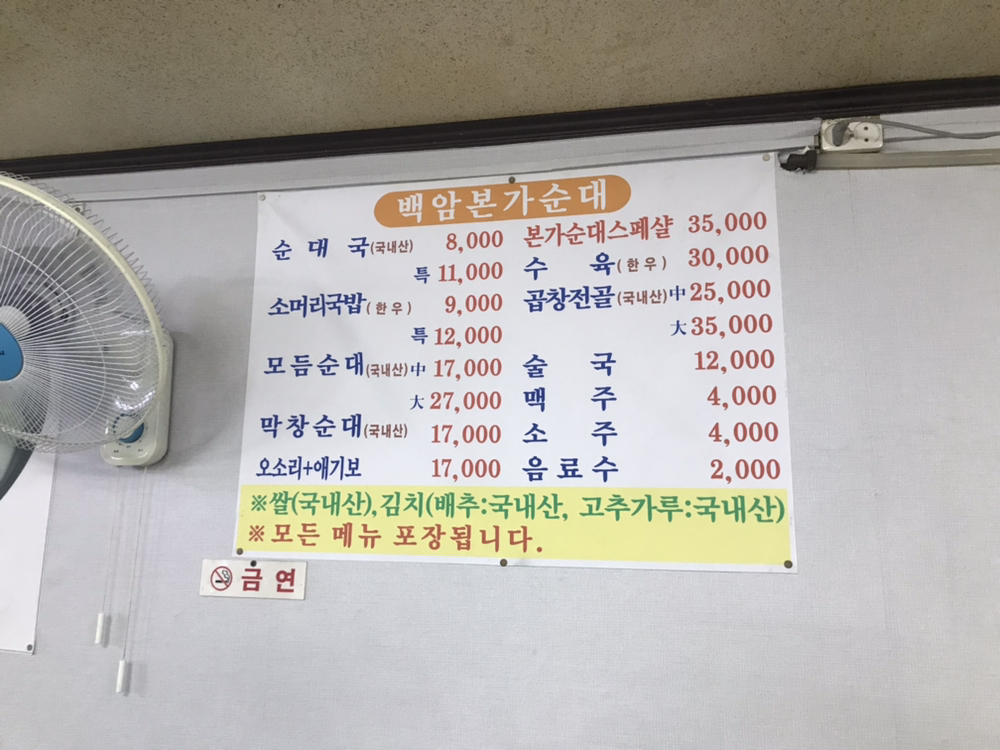 백암본가순대
순대국(국내산) 8,000
특 11,000
소머리국밥(한우) 9,000
특 12,000
모듬순대(국내산) 中 17,000
大 27,000
막창순대(국내산) 17,000
오소리+애기보 17,000
본가순대스페샬 35,000
수육(한우) 30,000
곱창전골(국내산) 中 25,000
大 35,000
술국 12,000
맥주 4,000
소주 4,000
음료수 2,000
※쌀(국내산),김치(배추:국내산, 고추가루:국내산)
※모든 메뉴 포장됩니다.
금연